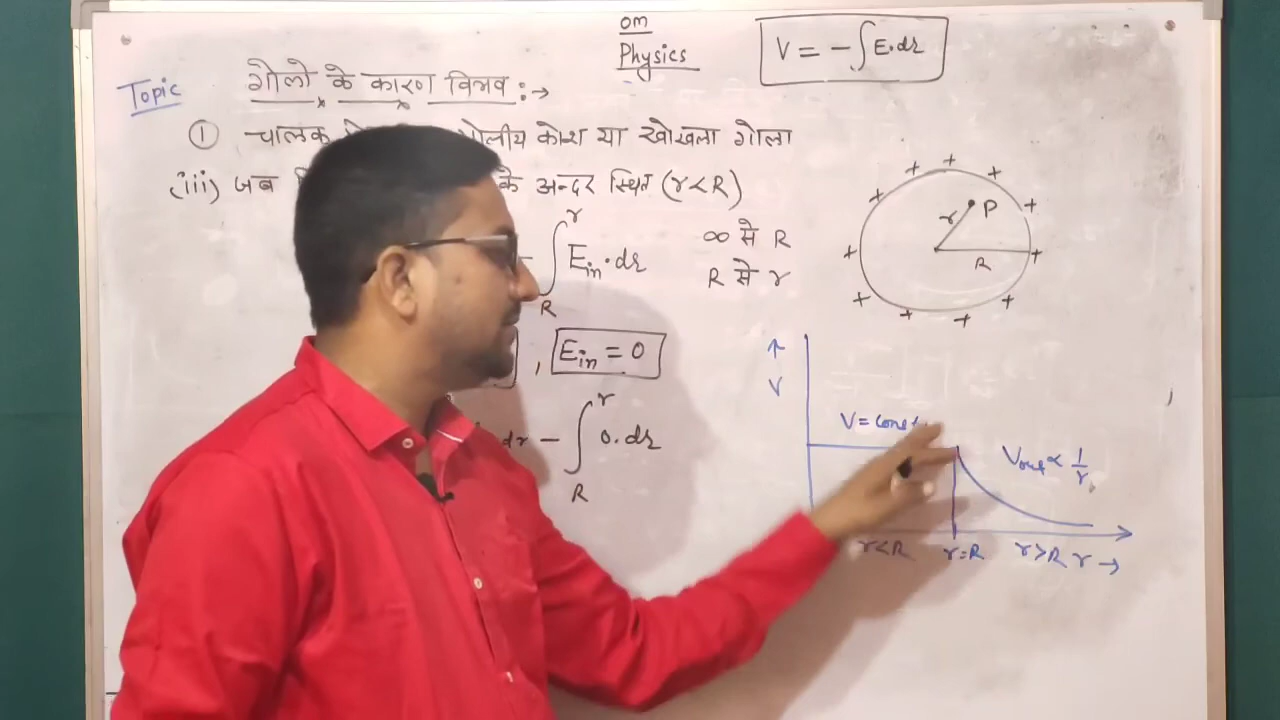 om
Physics
V = - ∫ E·dr
Topic
गोलो के कारण विभव :→
① चालक गोलीय कोश या खोखला गोला
(iii) जब के अन्दर स्थित (r<R)
- ∫ᵣ E_in · dr
R
∞ से R
R से r
, E_in = 0
dr - ∫ 0. dr
r
R
+ + + + + + + + + + +
r
P
R
↑
V
V = const
V_out ∝ 1/r
r<R r=R r>R r →